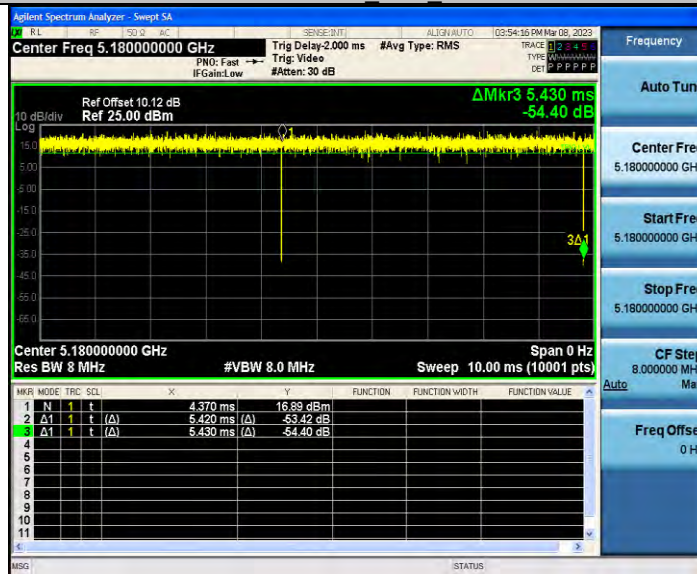 Agilent Spectrum Analyzer - Swept SA
RL RF 50 Ω AC SENSE:INT ALIGN AUTO 03:54:16 PM Mar 08, 2023
Center Freq 5.180000000 GHz
PNO: Fast
IFGain:Low
Trig Delay-2.000 ms
Trig: Video
#Atten: 30 dB
#Avg Type: RMS
TRACE 1 2 3 4 5 6
TYPE
DET P P P P P P
Frequency
Auto Tun
Center Fre
5.180000000 GH
Start Fre
5.180000000 GH
Stop Fre
5.180000000 GH
CF Step
8.000000 MH
Auto Ma
Freq Offse
0 H
ΔMkr3 5.430 ms
-54.40 dB
Ref Offset 10.12 dB
10 dB/div Ref 25.00 dBm
Log
15.0
5.00
-5.00
-15.0
-25.0
-35.0
-45.0
-55.0
-65.0
1
3Δ1
Center 5.180000000 GHz Span 0 Hz
Res BW 8 MHz #VBW 8.0 MHz Sweep 10.00 ms (10001 pts)
MKR MODE TRC SCL X Y FUNCTION FUNCTION WIDTH FUNCTION VALUE
1 N 1 t 4.370 ms 16.89 dBm
2 Δ1 1 t (Δ) 5.420 ms (Δ) -53.42 dB
3 Δ1 1 t (Δ) 5.430 ms (Δ) -54.40 dB
4
5
6
7
8
9
10
11
MSG STATUS